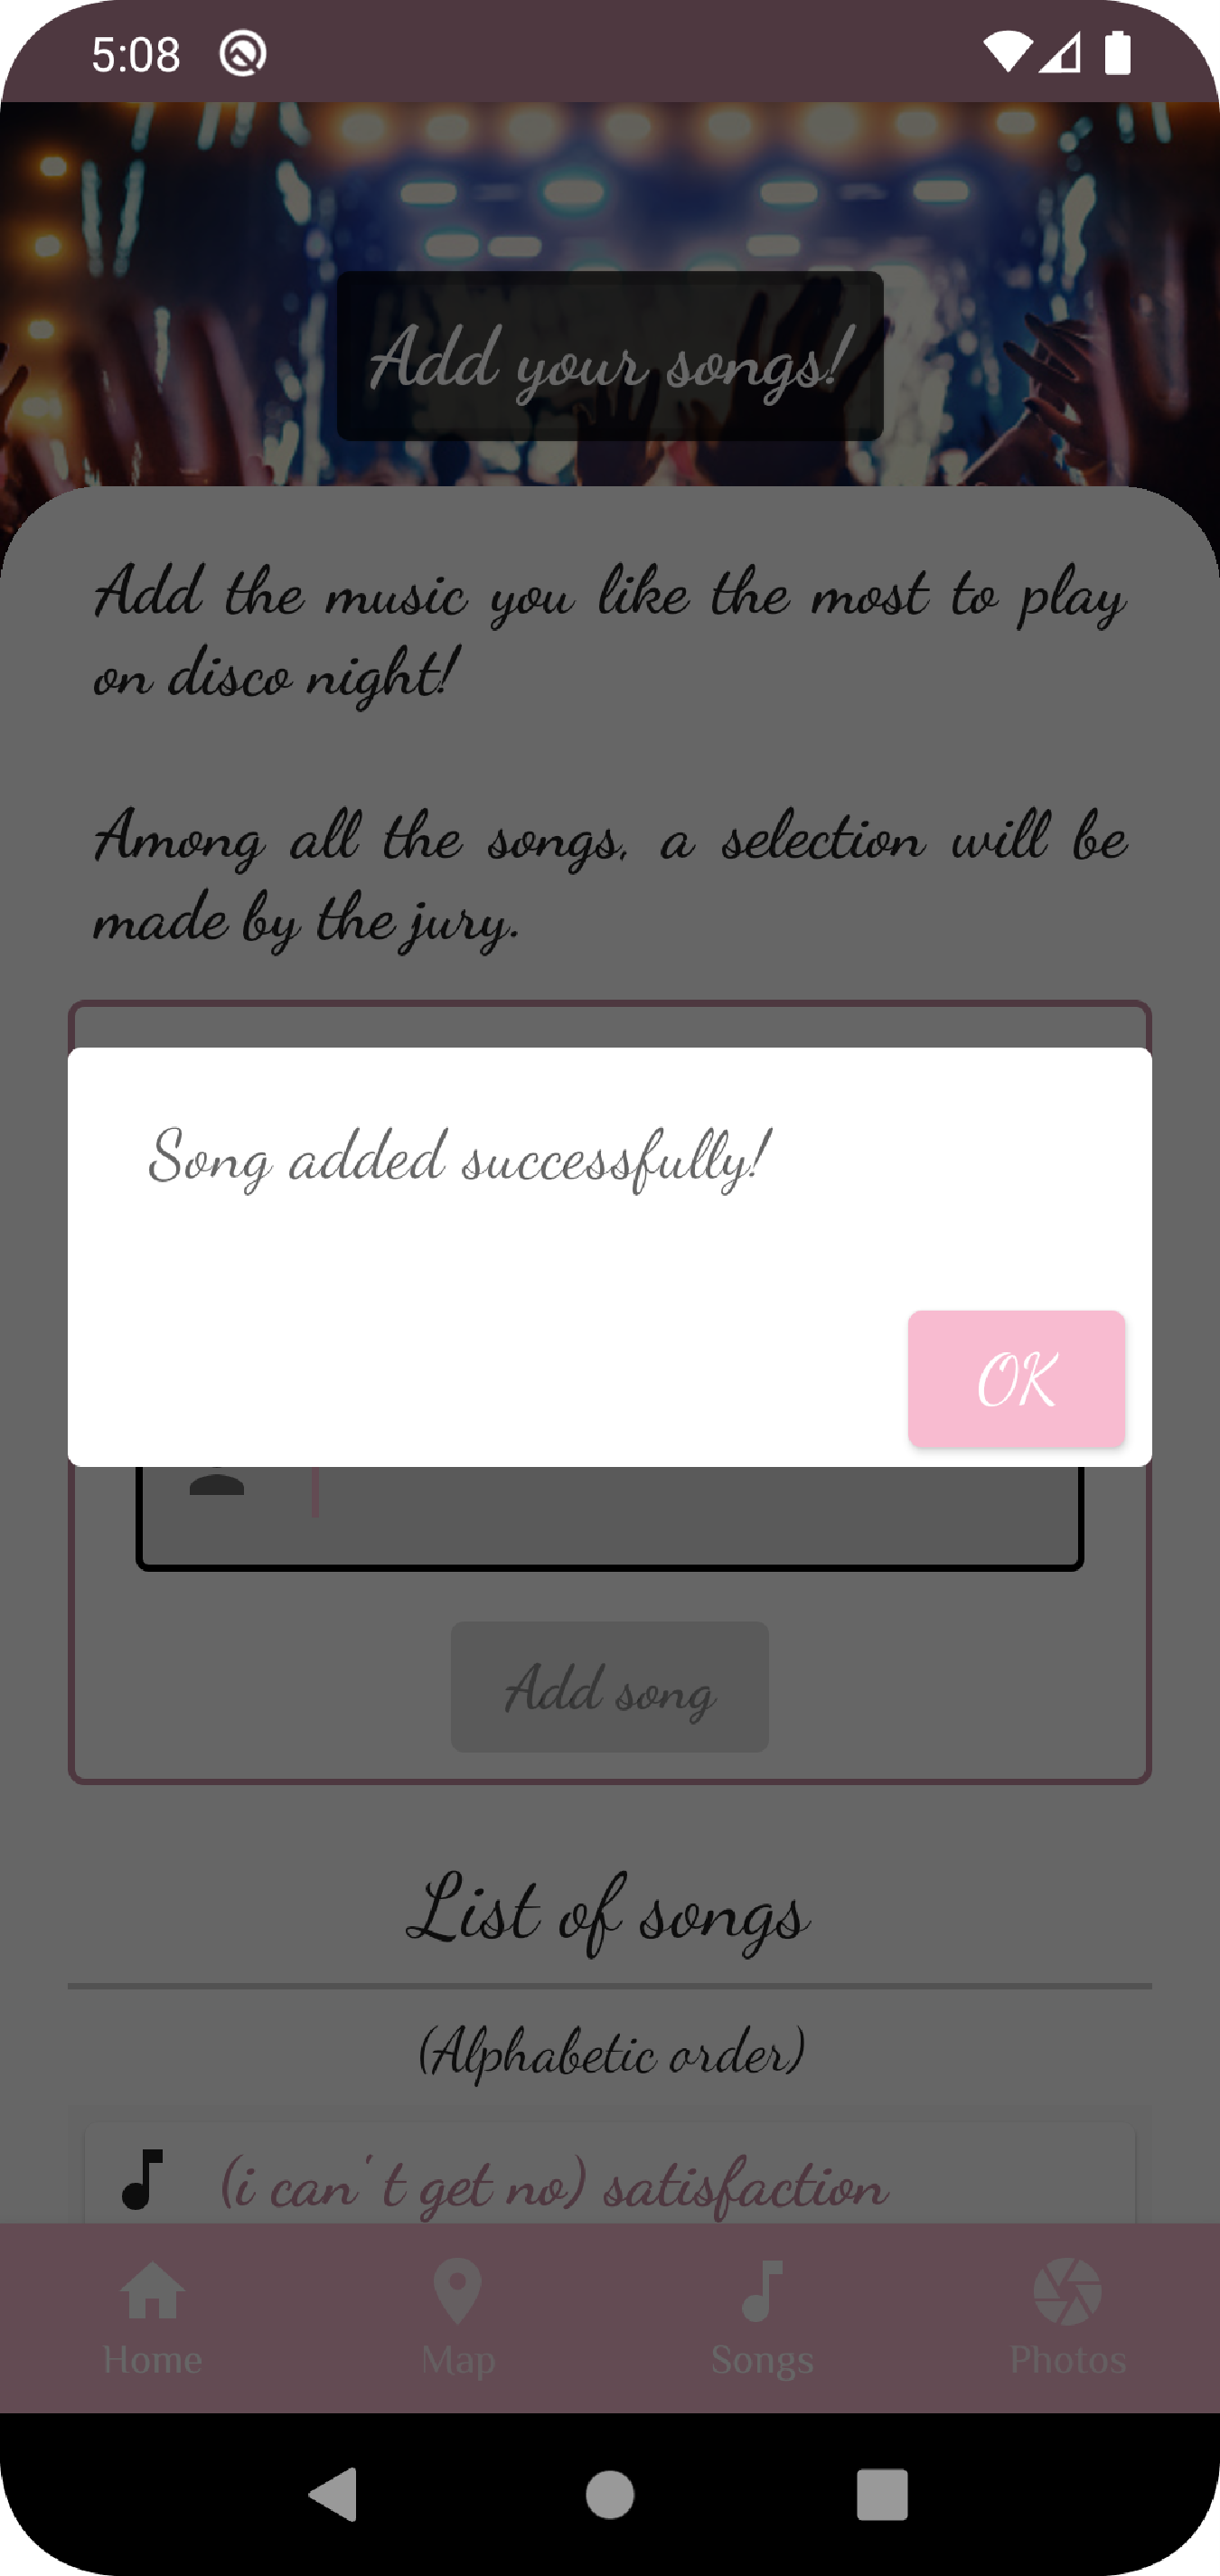 5:08
Add your songs!
Add the music you like the most to play
on disco night!
Among all the songs, a selection will be
made by the jury.
Song added successfully!
OK
Add song
List of songs
(Alphabetic order)
(i can't get no) satisfaction
Home
Map
Songs
Photos